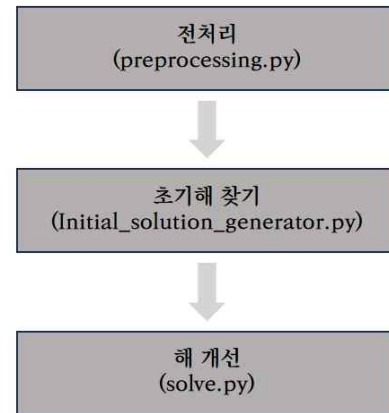 전처리
(preprocessing.py)
초기해 찾기
(Initial_solution_generator.py)
해 개선
(solve.py)